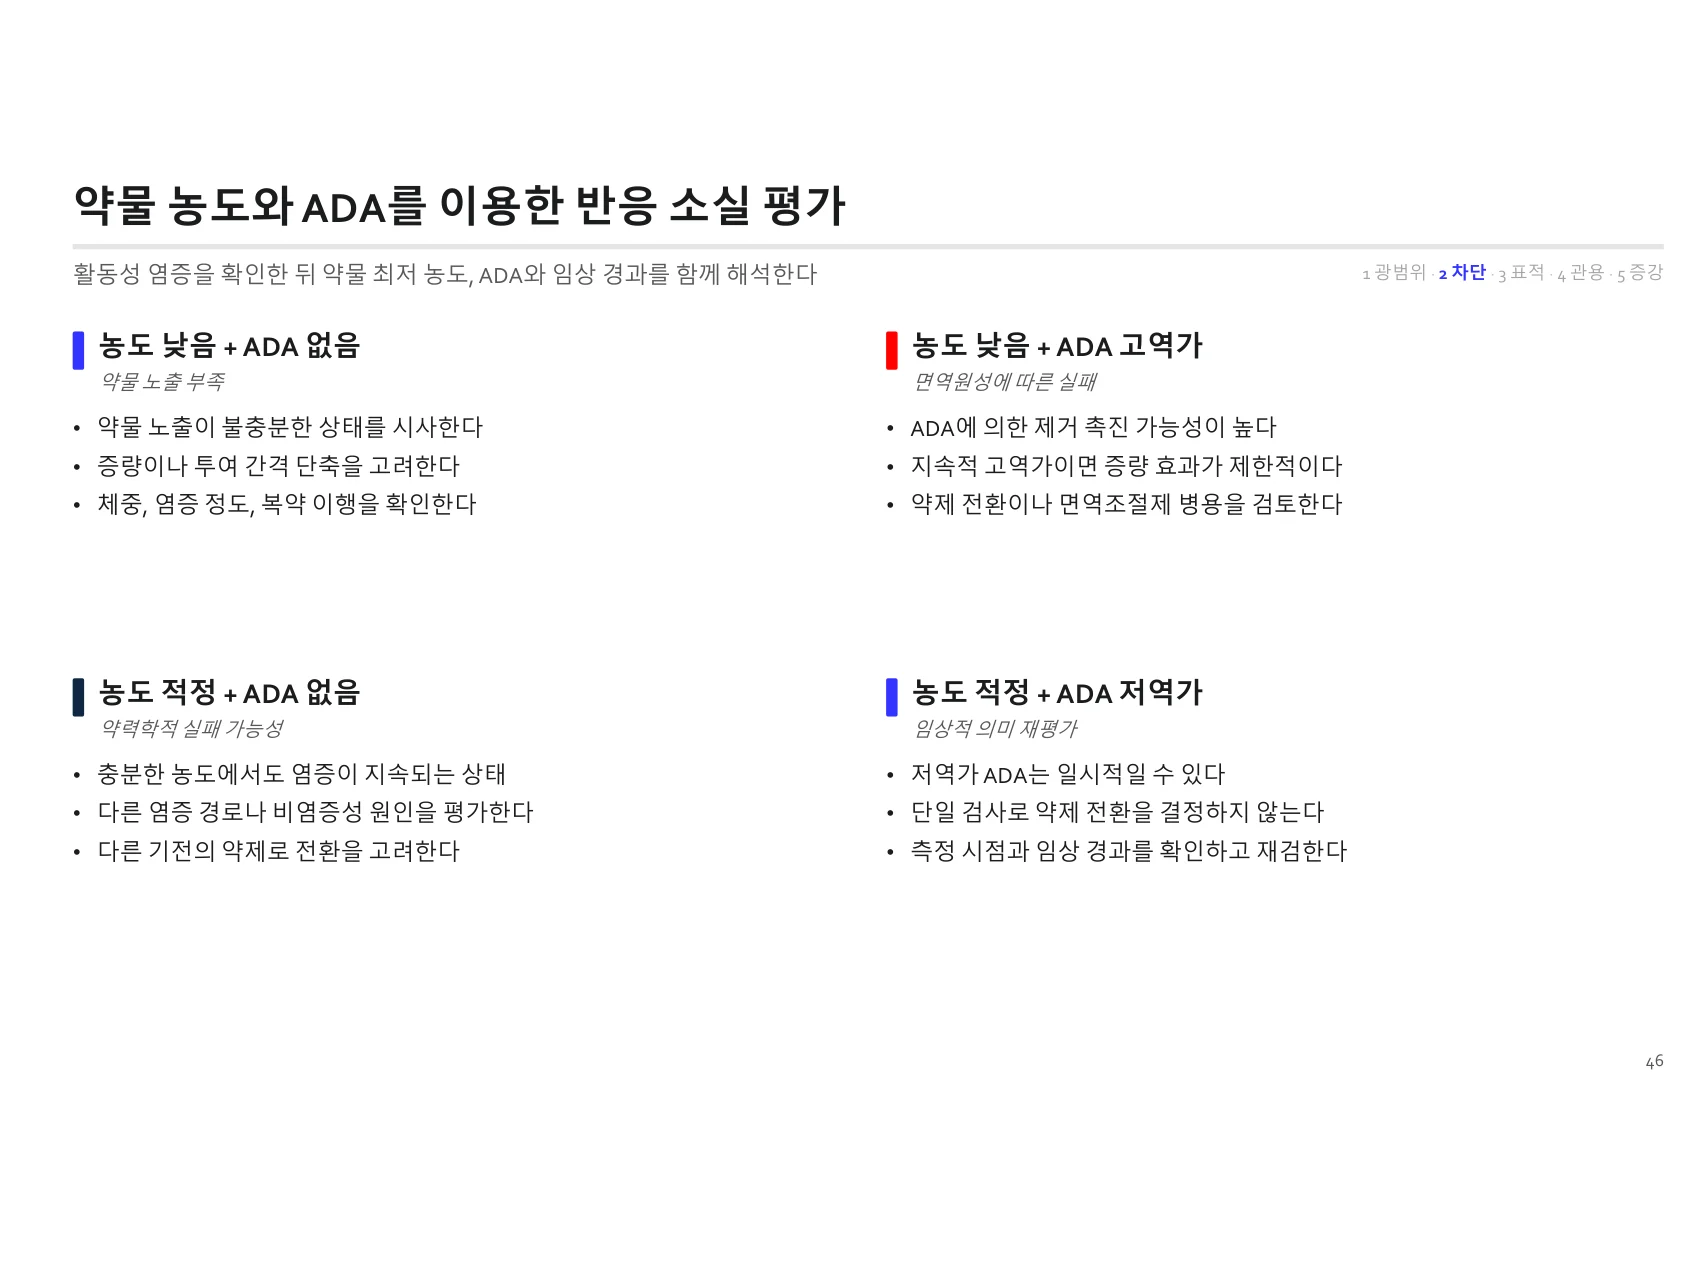 약물 농도와 ADA를 이용한 반응 소실 평가
활동성 염증을 확인한 뒤 약물 최저 농도, ADA와 임상 경과를 함께 해석한다
1 광범위 · 2 차단 · 3 표적 · 4 관용 · 5 증강
농도 낮음 + ADA 없음
약물 노출 부족
• 약물 노출이 불충분한 상태를 시사한다
• 증량이나 투여 간격 단축을 고려한다
• 체중, 염증 정도, 복약 이행을 확인한다
농도 낮음 + ADA 고역가
면역원성에 따른 실패
• ADA에 의한 제거 촉진 가능성이 높다
• 지속적 고역가이면 증량 효과가 제한적이다
• 약제 전환이나 면역조절제 병용을 검토한다
농도 적정 + ADA 없음
약력학적 실패 가능성
• 충분한 농도에서도 염증이 지속되는 상태
• 다른 염증 경로나 비염증성 원인을 평가한다
• 다른 기전의 약제로 전환을 고려한다
농도 적정 + ADA 저역가
임상적 의미 재평가
• 저역가 ADA는 일시적일 수 있다
• 단일 검사로 약제 전환을 결정하지 않는다
• 측정 시점과 임상 경과를 확인하고 재검한다
46